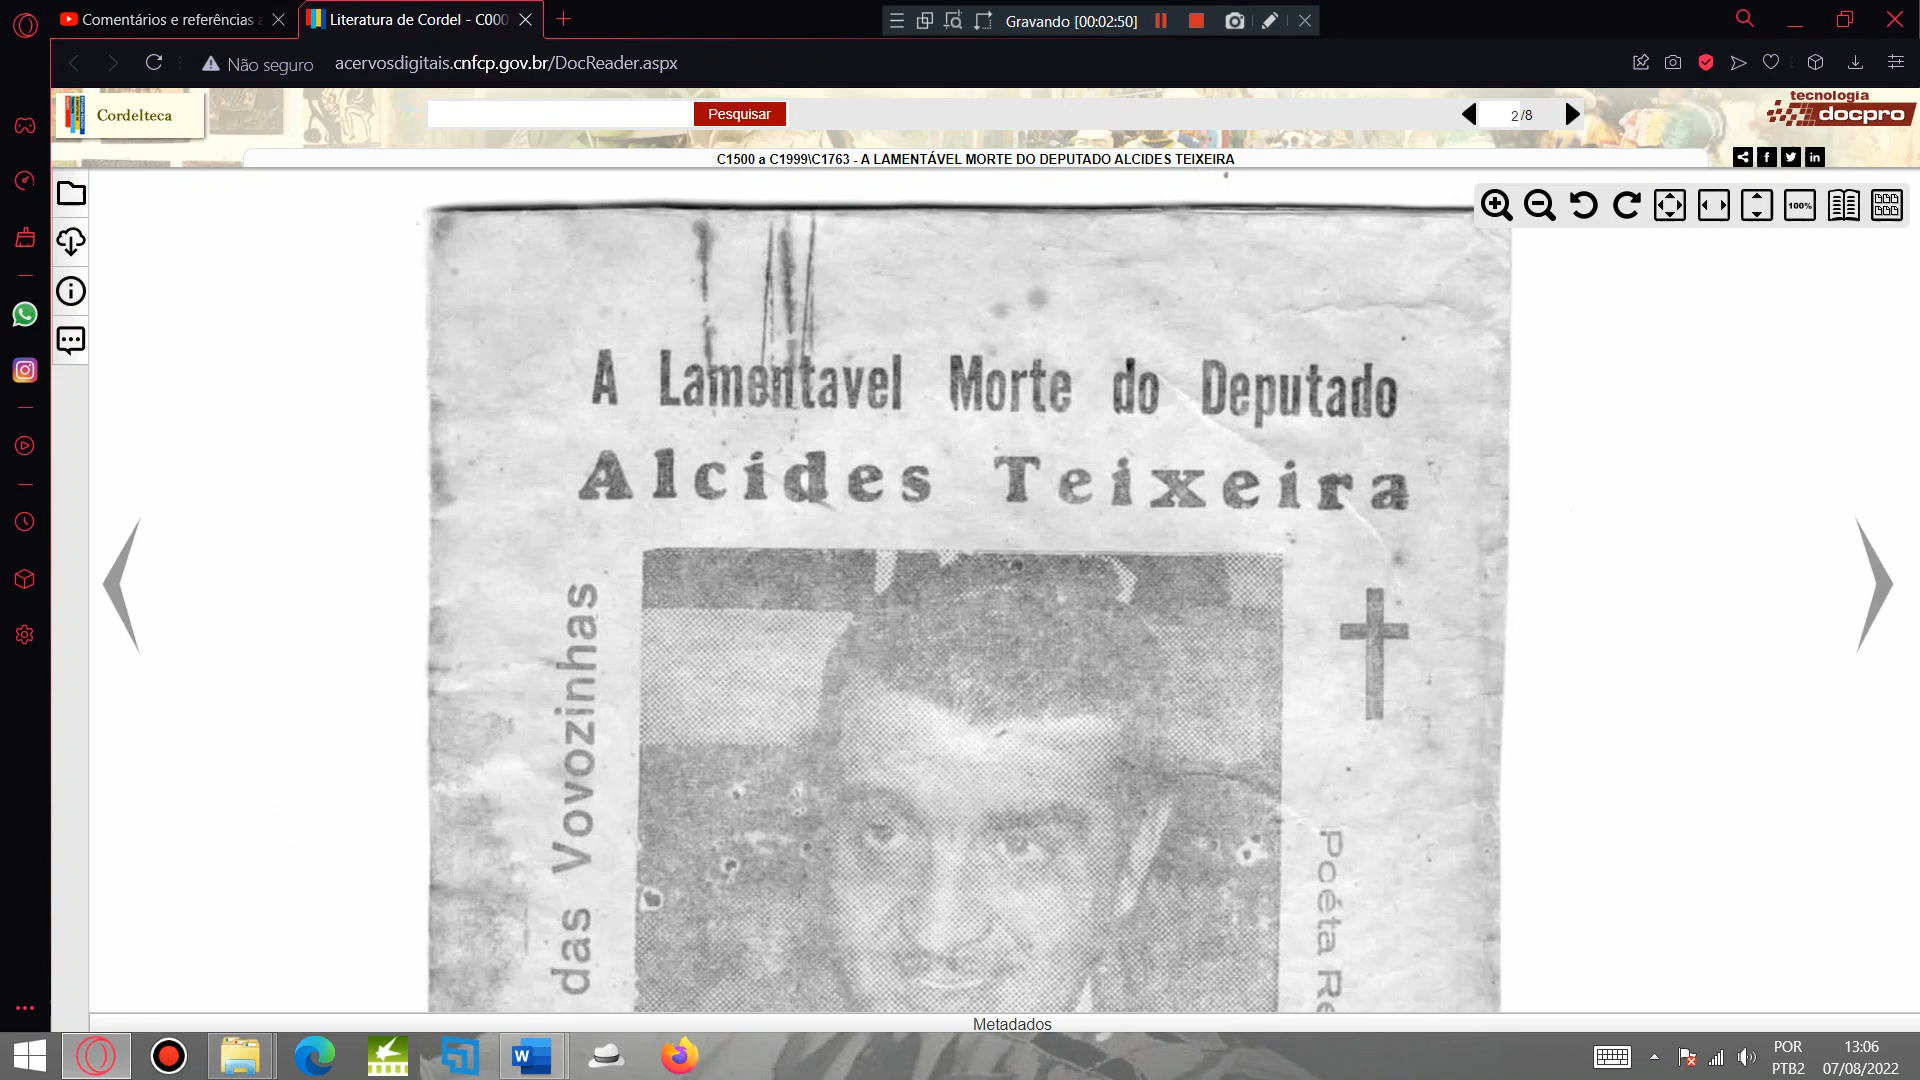 Comentários e referências a
Literatura de Cordel - C000
Gravando [00:02:50]
Não seguro
acervosdigitais.cnfcp.gov.br/DocReader.aspx
Cordelteca
Pesquisar
2 /8
tecnologia
docpro
C1500 a C1999\C1763 - A LAMENTÁVEL MORTE DO DEPUTADO ALCIDES TEIXEIRA
100%
A Lamentavel Morte do Deputado
Alcides Teixeira
das Vovozinhas
Poéta Re
Metadados
POR
PTB2
13:06
07/08/2022